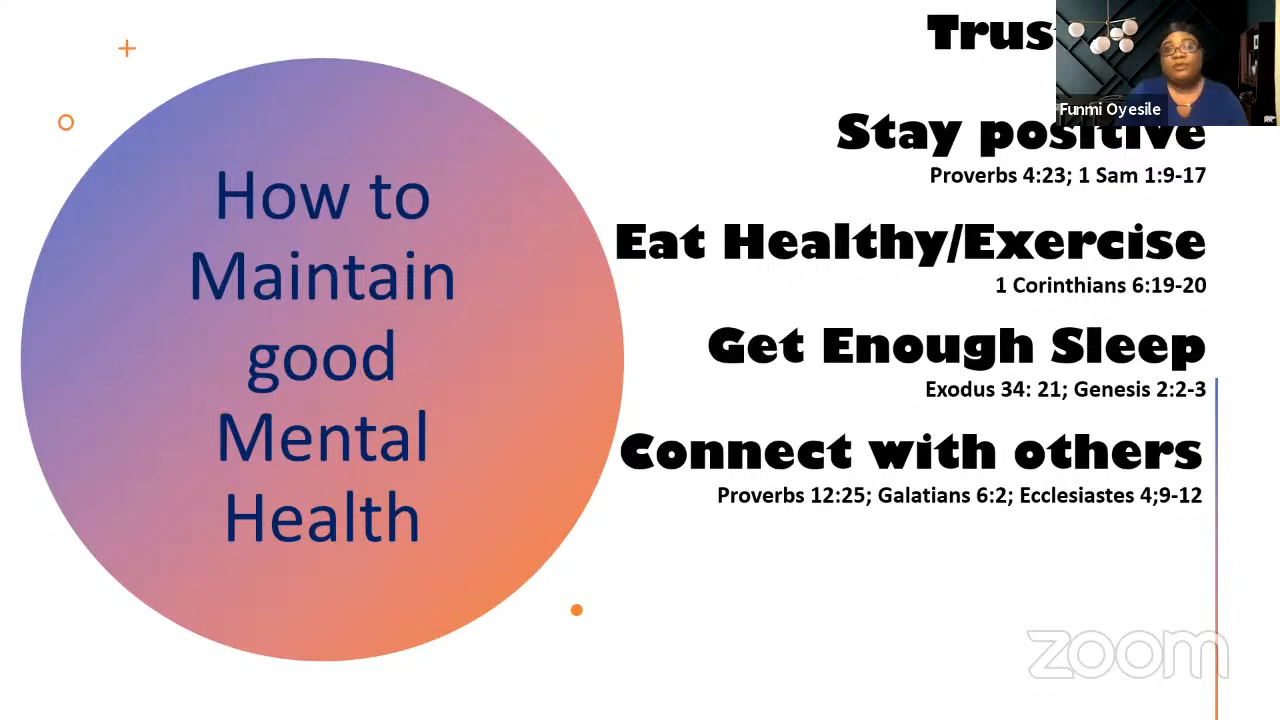 How to
Maintain
good
Mental
Health
Funmi Oyesile
Stay positive
Proverbs 4:23; 1 Sam 1:9-17
Eat Healthy/Exercise
1 Corinthians 6:19-20
Get Enough Sleep
Exodus 34: 21; Genesis 2:2-3
Connect with others
Proverbs 12:25; Galatians 6:2; Ecclesiastes 4;9-12
zoom